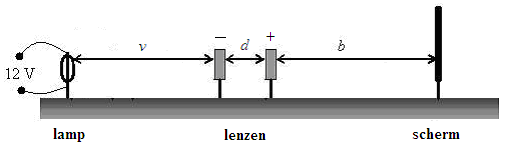 v − d + b
12 V
lamp lenzen scherm